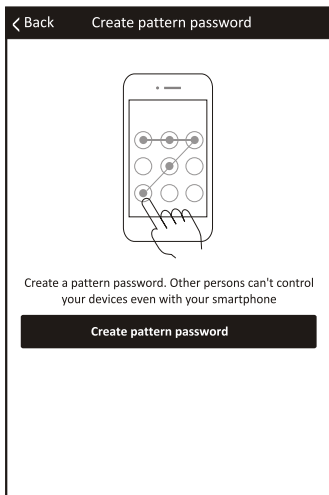 Back Create pattern password
Create a pattern password. Other persons can't control
your devices even with your smartphone
Create pattern password